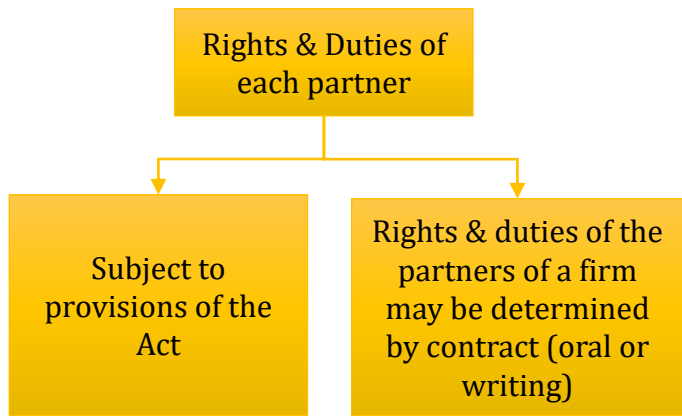 Rights & Duties of
each partner
Subject to
provisions of the
Act
Rights & duties of the
partners of a firm
may be determined
by contract (oral or
writing)